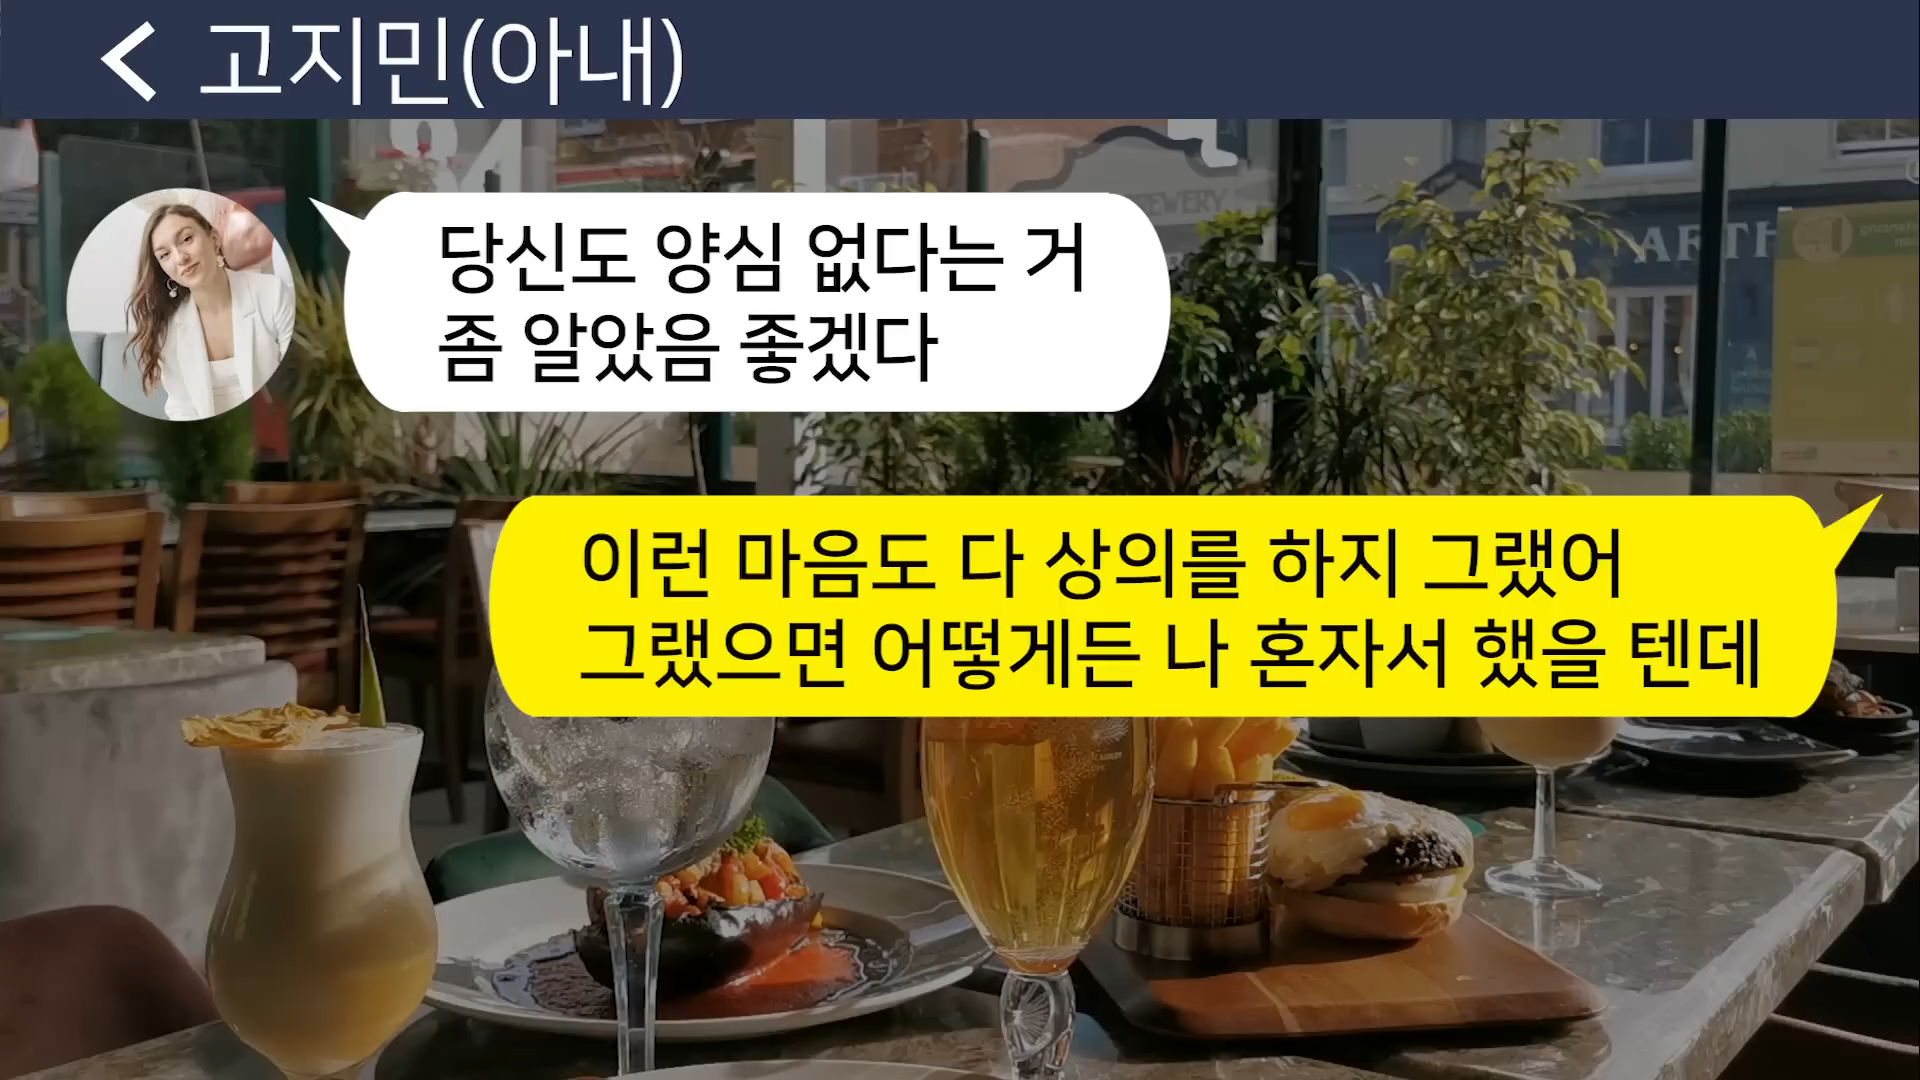 고지민(아내)
당신도 양심 없다는 거
좀 알았음 좋겠다
이런 마음도 다 상의를 하지 그랬어
그랬으면 어떻게든 나 혼자서 했을 텐데
EWERY
ARTH